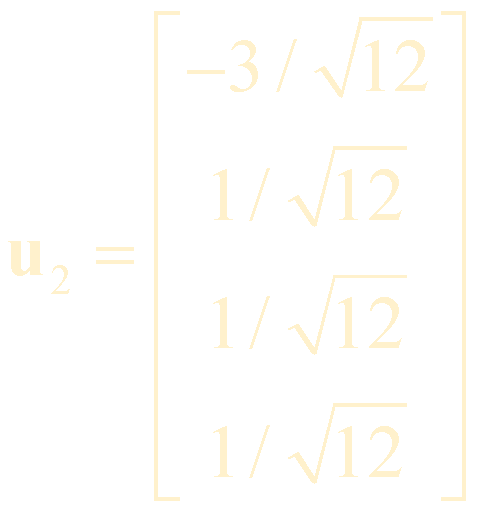 −3 / √12
1 / √12
u₂ =
1 / √12
1 / √12